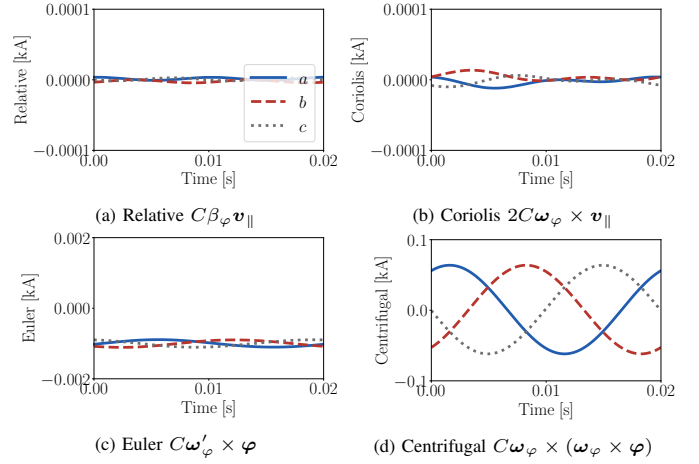 0.0001
0.0000
−0.0001
Relative [kA]
a
b
c
0.00
0.01
0.02
Time [s]
(a) Relative Cβ_φ v_∥
0.0001
0.0000
−0.0001
Coriolis [kA]
0.00
0.01
0.02
Time [s]
(b) Coriolis 2Cω_φ × v_∥
0.002
0.000
−0.002
Euler [kA]
0.00
0.01
0.02
Time [s]
(c) Euler Cω′_φ × φ
0.1
0.0
−0.1
Centrifugal [kA]
0.00
0.01
0.02
Time [s]
(d) Centrifugal Cω_φ × (ω_φ × φ)